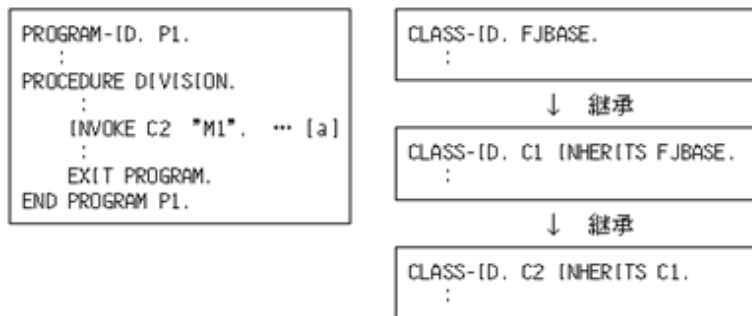 PROGRAM-ID. P1.
:
PROCEDURE DIVISION.
:
INVOKE C2 "M1". … [a]
:
EXIT PROGRAM.
END PROGRAM P1.
CLASS-ID. FJBASE.
:
↓ 継承
CLASS-ID. C1 INHERITS FJBASE.
:
↓ 継承
CLASS-ID. C2 INHERITS C1.
: